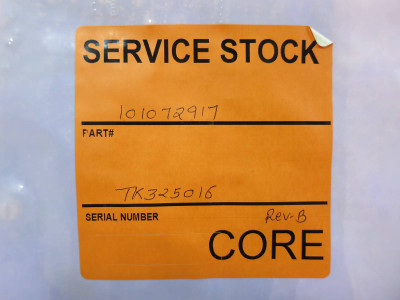 SERVICE STOCK
101072917
PART#
TK325016
SERIAL NUMBER Rev-B
CORE